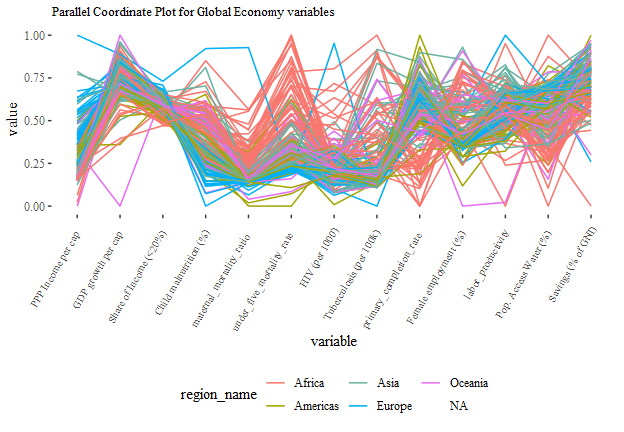 Parallel Coordinate Plot for Global Economy variables
value
1.00
0.75
0.50
0.25
0.00
PPP Income per cap
GDP growth per cap
Share of Income (<20%)
Child malnutrition (%)
maternal_mortality_ratio
under_five_mortality_rate
HIV (per 1000')
Tuberculosis (per 100k)
primary_completion_rate
Female employment (%)
labor_productivity
Pop. Access Water (%)
Savings (% of GNI)
variable
region_name
Africa Asia Oceania
Americas Europe NA